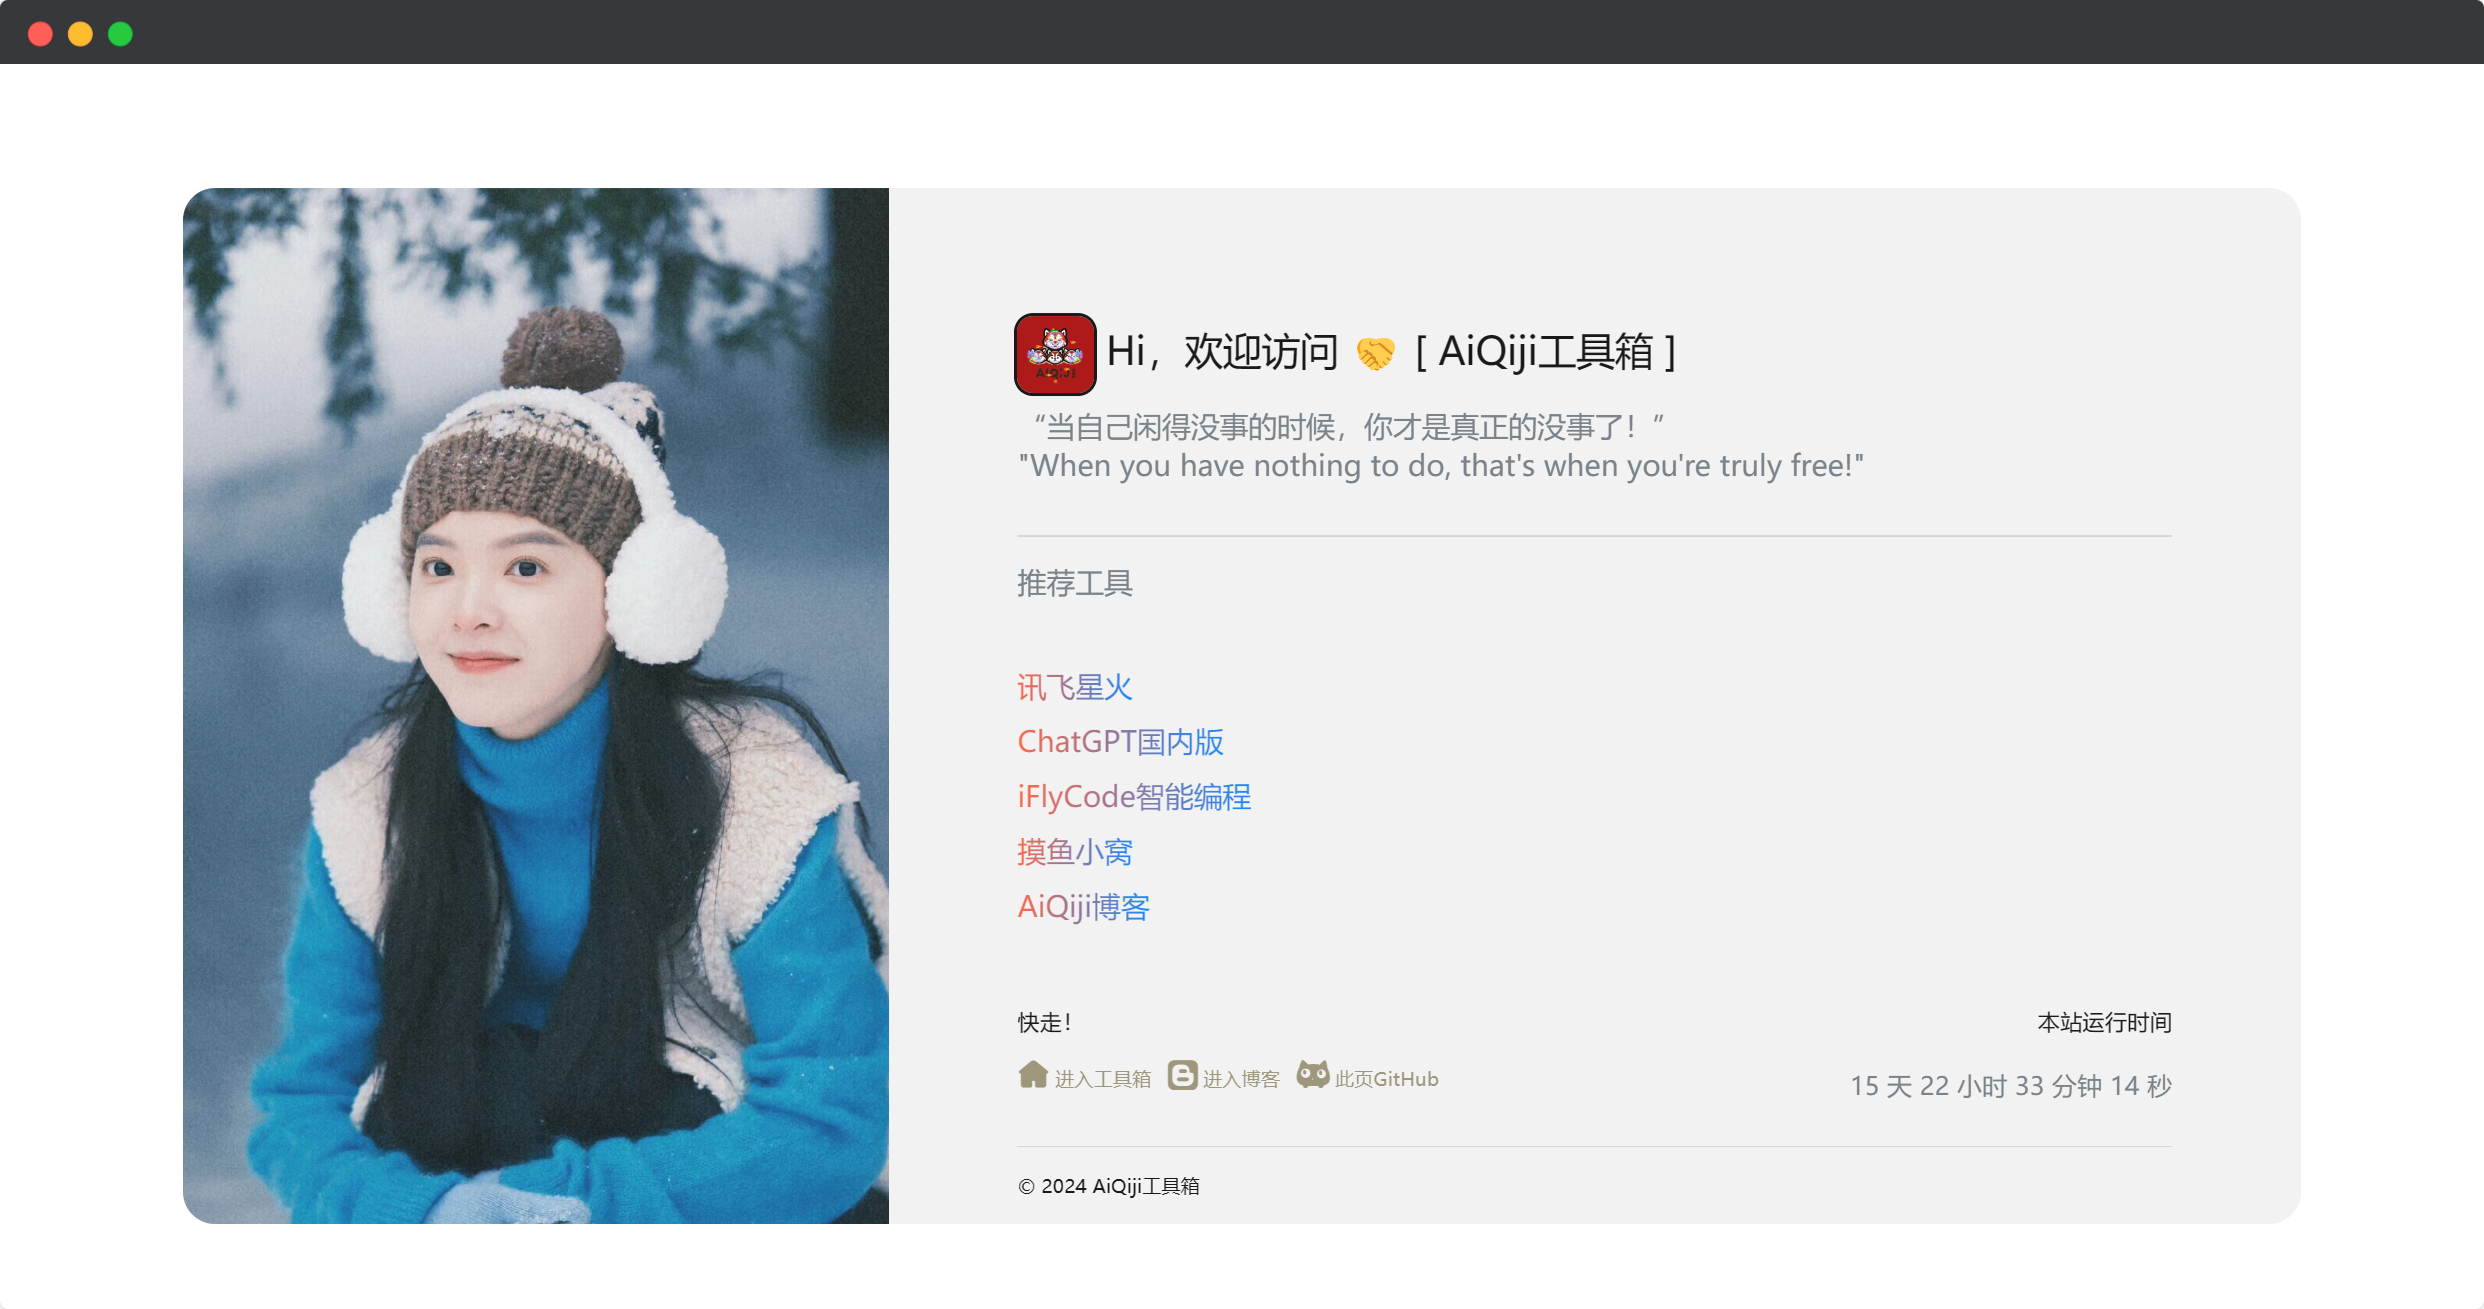 AiQiJi
Hi，欢迎访问 🤝 [ AiQiji工具箱 ]
“当自己闲得没事的时候，你才是真正的没事了！”
"When you have nothing to do, that's when you're truly free!"
推荐工具
讯飞星火
ChatGPT国内版
iFlyCode智能编程
摸鱼小窝
AiQiji博客
快走！
本站运行时间
进入工具箱 进入博客 此页GitHub
15 天 22 小时 33 分钟 14 秒
© 2024 AiQiji工具箱